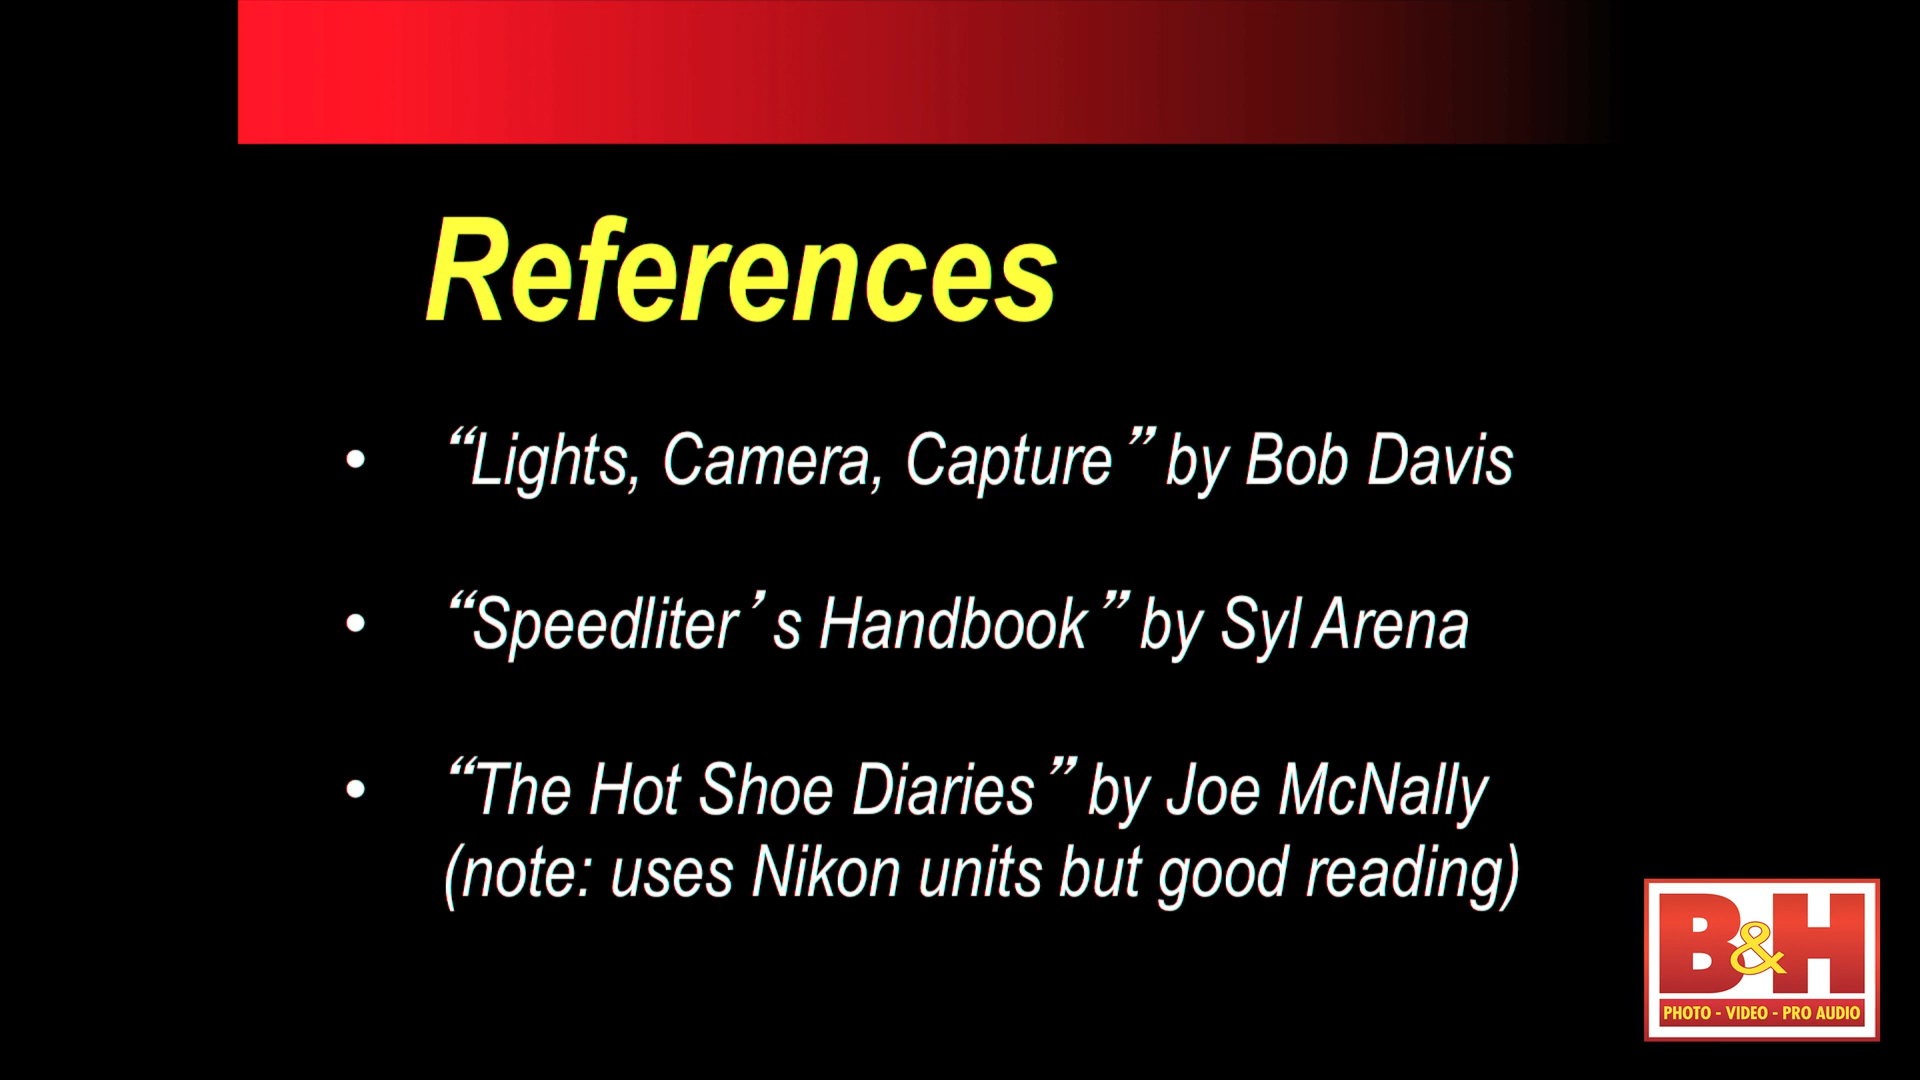 References
• “Lights, Camera, Capture” by Bob Davis
• “Speedliter’s Handbook” by Syl Arena
• “The Hot Shoe Diaries” by Joe McNally
(note: uses Nikon units but good reading)
B&H
PHOTO - VIDEO - PRO AUDIO